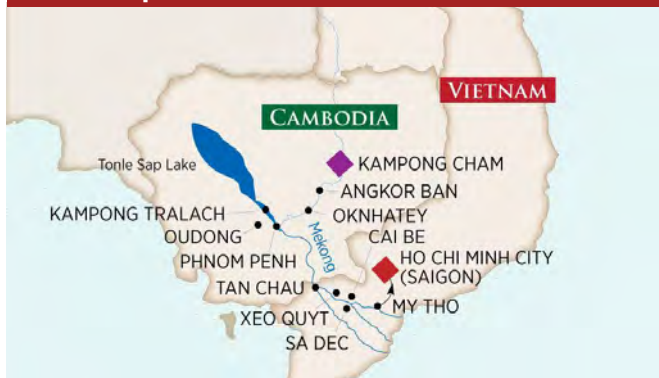 VIETNAM
CAMBODIA
Tonle Sap Lake
KAMPONG CHAM
ANGKOR BAN
KAMPONG TRALACH
OKNHATEY
OUDONG
CAI BE
PHNOM PENH
Mekong
HO CHI MINH CITY
(SAIGON)
TAN CHAU
MY THO
XEO QUYT
SA DEC